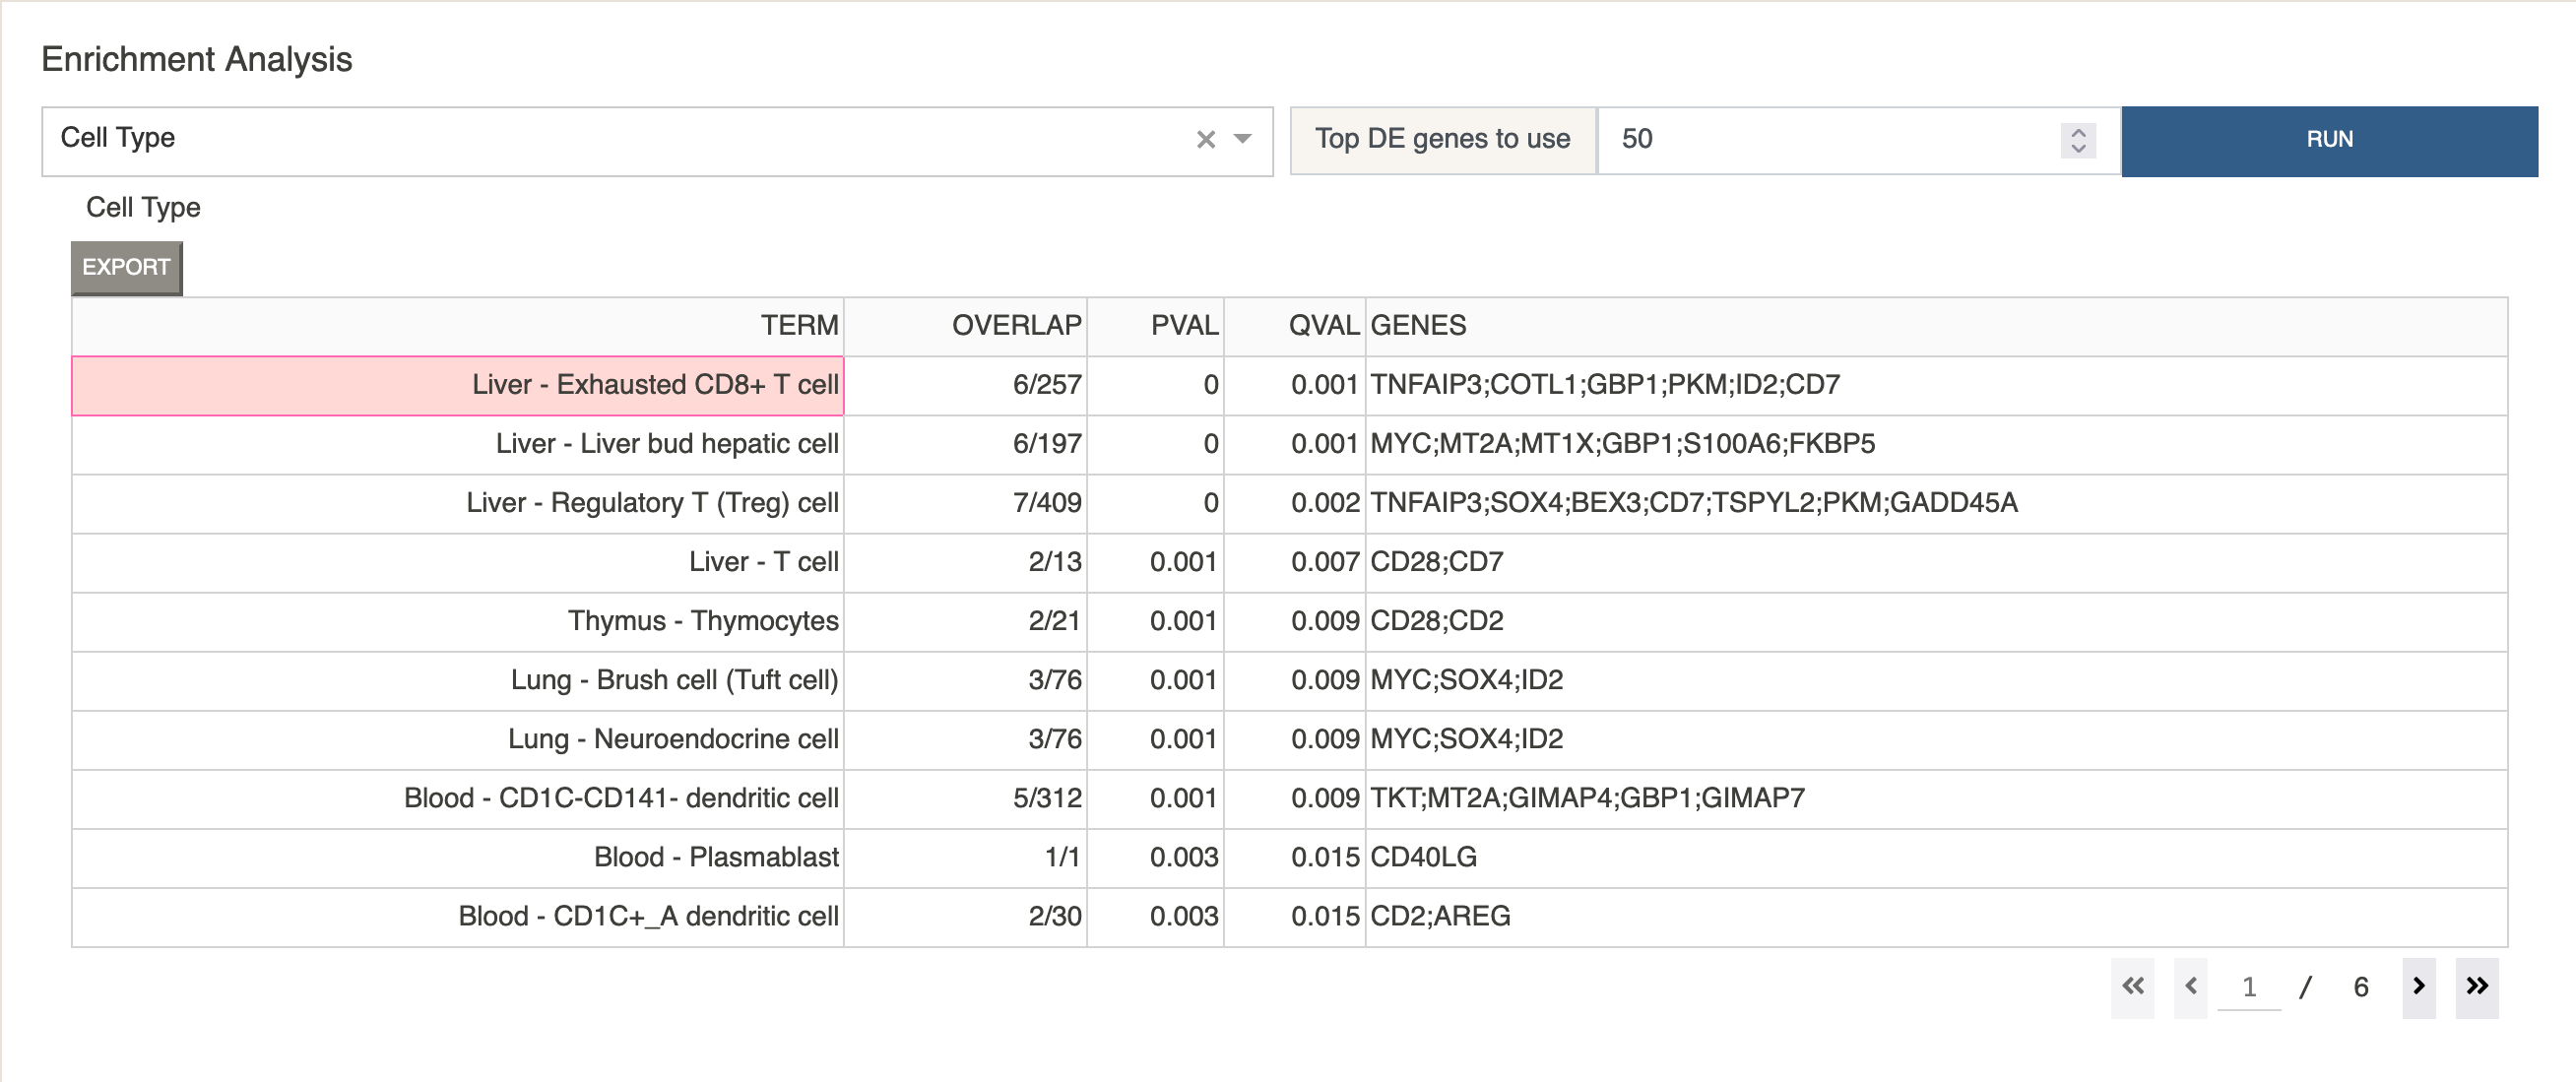 Enrichment Analysis
Cell Type Top DE genes to use 50 RUN
Cell Type
EXPORT
TERM OVERLAP PVAL QVAL GENES
Liver - Exhausted CD8+ T cell 6/257 0 0.001 TNFAIP3;COTL1;GBP1;PKM;ID2;CD7
Liver - Liver bud hepatic cell 6/197 0 0.001 MYC;MT2A;MT1X;GBP1;S100A6;FKBP5
Liver - Regulatory T (Treg) cell 7/409 0 0.002 TNFAIP3;SOX4;BEX3;CD7;TSPYL2;PKM;GADD45A
Liver - T cell 2/13 0.001 0.007 CD28;CD7
Thymus - Thymocytes 2/21 0.001 0.009 CD28;CD2
Lung - Brush cell (Tuft cell) 3/76 0.001 0.009 MYC;SOX4;ID2
Lung - Neuroendocrine cell 3/76 0.001 0.009 MYC;SOX4;ID2
Blood - CD1C-CD141- dendritic cell 5/312 0.001 0.009 TKT;MT2A;GIMAP4;GBP1;GIMAP7
Blood - Plasmablast 1/1 0.003 0.015 CD40LG
Blood - CD1C+_A dendritic cell 2/30 0.003 0.015 CD2;AREG
1 / 6